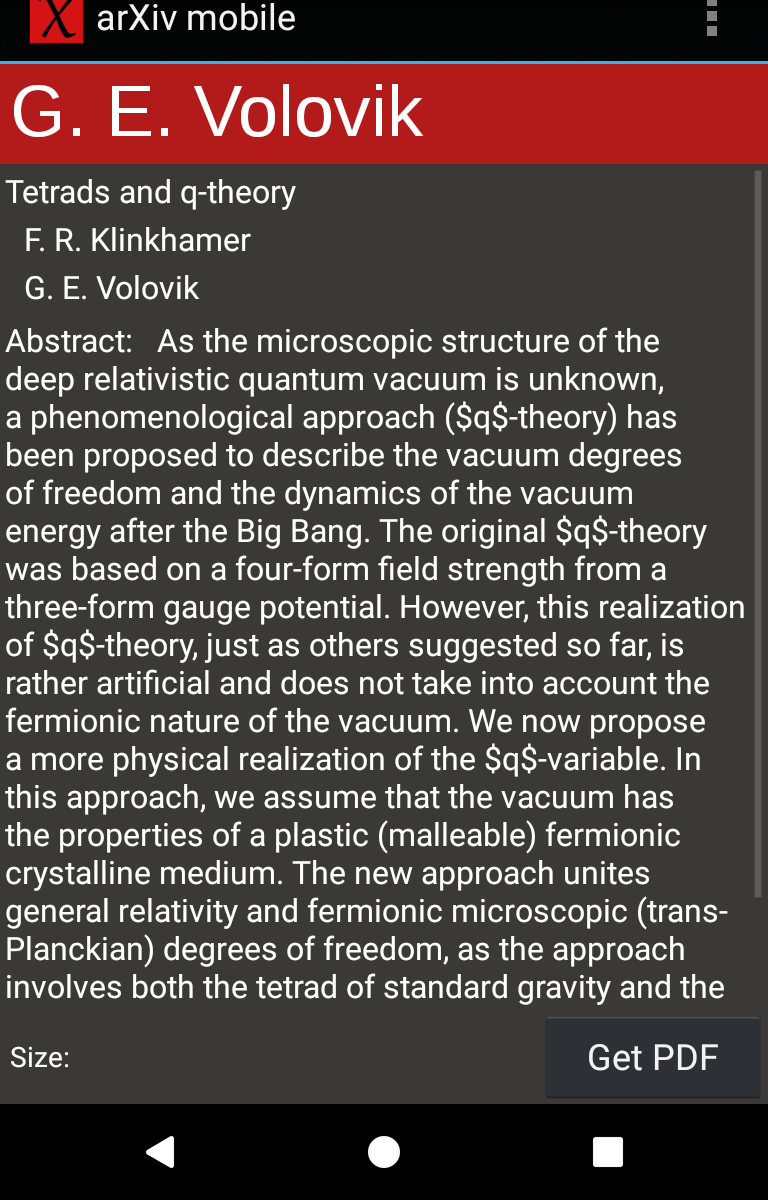 arXiv mobile
G. E. Volovik
Tetrads and q-theory
F. R. Klinkhamer
G. E. Volovik
Abstract:   As the microscopic structure of the
deep relativistic quantum vacuum is unknown,
a phenomenological approach ($q$-theory) has
been proposed to describe the vacuum degrees
of freedom and the dynamics of the vacuum
energy after the Big Bang. The original $q$-theory
was based on a four-form field strength from a
three-form gauge potential. However, this realization
of $q$-theory, just as others suggested so far, is
rather artificial and does not take into account the
fermionic nature of the vacuum. We now propose
a more physical realization of the $q$-variable. In
this approach, we assume that the vacuum has
the properties of a plastic (malleable) fermionic
crystalline medium. The new approach unites
general relativity and fermionic microscopic (trans-
Planckian) degrees of freedom, as the approach
involves both the tetrad of standard gravity and the
Size:
Get PDF